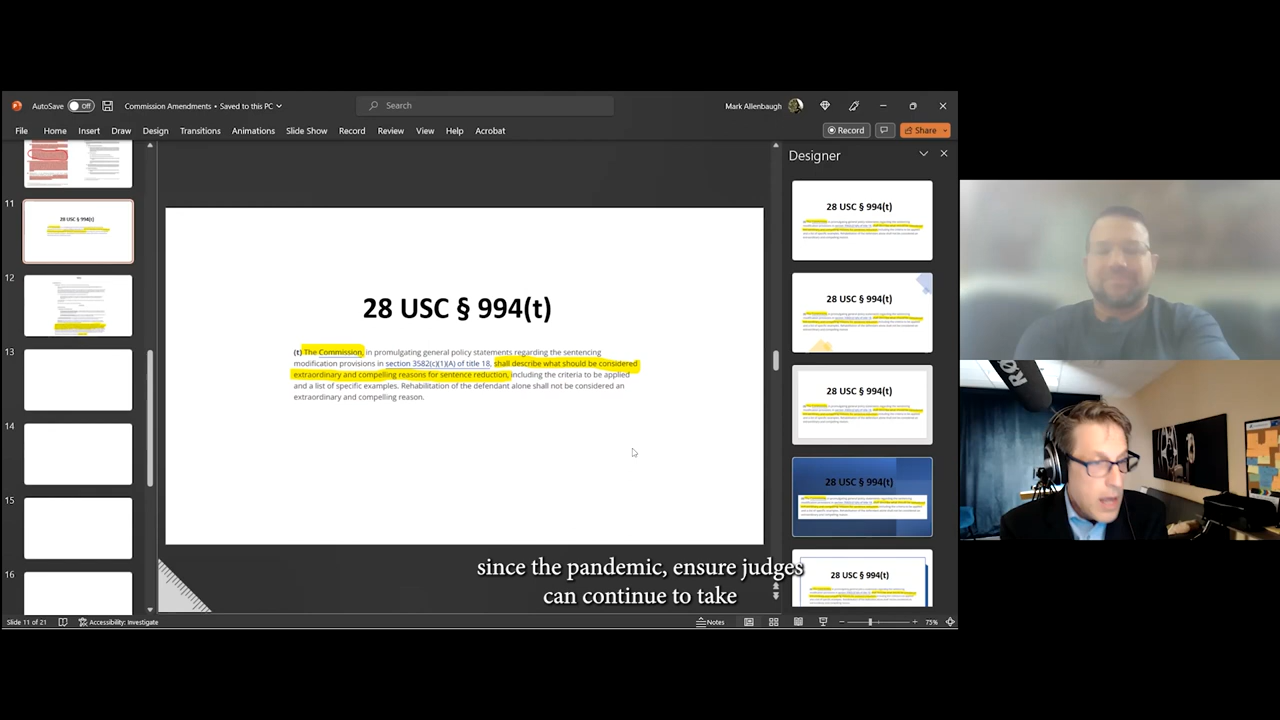 AutoSave Off Commission Amendments • Saved to this PC Search Mark Allenbaugh
File Home Insert Draw Design Transitions Animations Slide Show Record Review View Help Acrobat Record Share
11
28 USC § 994(t)
12
13
14
15
16
28 USC § 994(t)
(t) The Commission, in promulgating general policy statements regarding the sentencing
modification provisions in section 3582(c)(1)(A) of title 18, shall describe what should be considered
extraordinary and compelling reasons for sentence reduction, including the criteria to be applied
and a list of specific examples. Rehabilitation of the defendant alone shall not be considered an
extraordinary and compelling reason.
Designer
28 USC § 994(t)
28 USC § 994(t)
28 USC § 994(t)
28 USC § 994(t)
28 USC § 994(t)
since the pandemic, ensure judges
can continue to take
Slide 11 of 21 Accessibility: Investigate Notes 75%